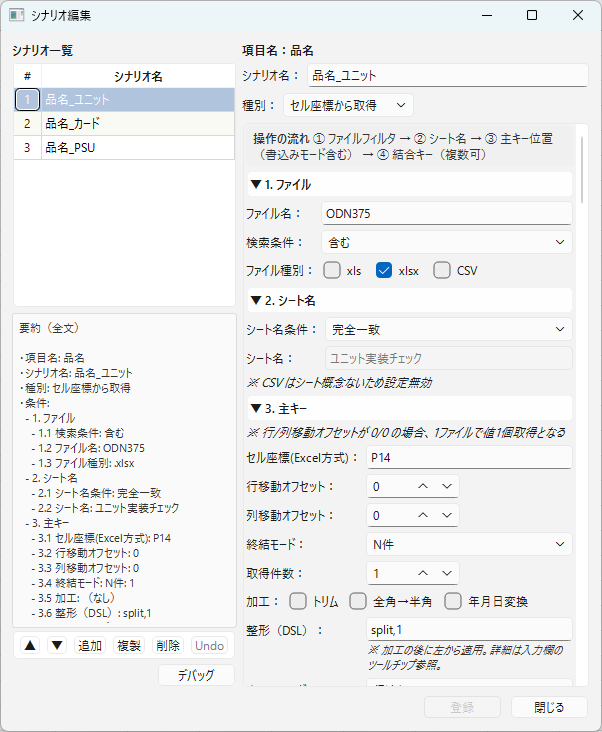 シナリオ編集
シナリオ一覧
# シナリオ名
1 品名_ユニット
2 品名_カード
3 品名_PSU
要約（全文）
・項目名: 品名
・シナリオ名: 品名_ユニット
・種別: セル座標から取得
・条件:
- 1. ファイル
- 1.1 検索条件: 含む
- 1.2 ファイル名: ODN375
- 1.3 ファイル種別: .xlsx
- 2. シート名
- 2.1 シート名条件: 完全一致
- 2.2 シート名: ユニット実装チェック
- 3. 主キー
- 3.1 セル座標(Excel方式): P14
- 3.2 行移動オフセット: 0
- 3.3 列移動オフセット: 0
- 3.4 終結モード: N件: 1
- 3.5 加工: （なし）
- 3.6 整形（DSL）: split,1
▲ ▼ 追加 複製 削除 Undo
デバッグ
項目名：品名
シナリオ名： 品名_ユニット
種別： セル座標から取得
操作の流れ ① ファイルフィルタ → ② シート名 → ③ 主キー位置
（書込みモード含む） → ④ 結合キー（複数可）
▼ 1. ファイル
ファイル名： ODN375
検索条件： 含む
ファイル種別： xls xlsx CSV
▼ 2. シート名
シート名条件： 完全一致
シート名： ユニット実装チェック
※ CSV はシート概念ないため設定無効
▼ 3. 主キー
※ 行/列移動オフセットが 0/0 の場合、1ファイルで値1個取得となる
セル座標(Excel方式)： P14
行移動オフセット： 0
列移動オフセット： 0
終結モード： N件
取得件数： 1
加工： トリム 全角→半角 年月日変換
整形（DSL）： split,1
※ 加工の後に左から適用。詳細は入力欄の
ツールチップ参照。
登録 閉じる